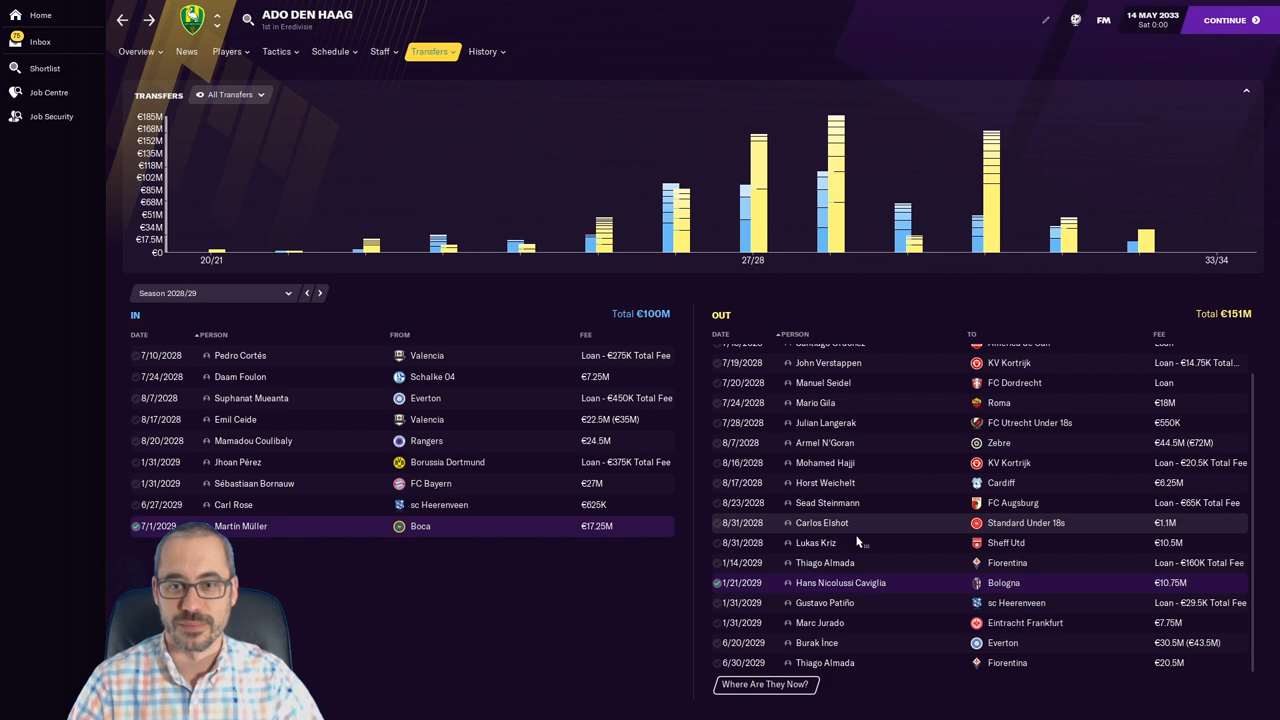 Home
75
Inbox
Shortlist
Job Centre
Job Security
ADO DEN HAAG
1st in Eredivisie
FM
14 MAY 2033
Sat 0:00
CONTINUE
Overview
News
Players
Tactics
Schedule
Staff
Transfers
History
TRANSFERS
All Transfers
€185M
€168M
€152M
€135M
€118M
€102M
€85M
€68M
€51M
€34M
€17.5M
€0
20/21
27/28
33/34
Season 2028/29
IN
Total €100M
DATE PERSON FROM FEE
7/10/2028 Pedro Cortés Valencia Loan - €275K Total Fee
7/24/2028 Daam Foulon Schalke 04 €7.25M
8/7/2028 Suphanat Mueanta Everton Loan - €450K Total Fee
8/17/2028 Emil Ceide Valencia €22.5M (€35M)
8/20/2028 Mamadou Coulibaly Rangers €24.5M
1/31/2029 Jhoan Pérez Borussia Dortmund Loan - €375K Total Fee
1/31/2029 Sébastiaan Bornauw FC Bayern €27M
6/27/2029 Carl Rose sc Heerenveen €625K
7/1/2029 Martín Müller Boca €17.25M
OUT
Total €151M
DATE PERSON TO FEE
7/19/2028 John Verstappen KV Kortrijk Loan - €14.75K Total...
7/20/2028 Manuel Seidel FC Dordrecht Loan
7/24/2028 Mario Gila Roma €18M
7/28/2028 Julian Langerak FC Utrecht Under 18s €550K
8/7/2028 Armel N'Goran Zebre €44.5M (€72M)
8/16/2028 Mohamed Hajji KV Kortrijk Loan - €20.5K Total Fee
8/17/2028 Horst Weichelt Cardiff €6.25M
8/23/2028 Sead Steinmann FC Augsburg Loan - €65K Total Fee
8/31/2028 Carlos Elshot Standard Under 18s €1.1M
8/31/2028 Lukas Kriz Sheff Utd €10.5M
1/14/2029 Thiago Almada Fiorentina Loan - €160K Total Fee
1/21/2029 Hans Nicolussi Caviglia Bologna €10.75M
1/31/2029 Gustavo Patiño sc Heerenveen Loan - €29.5K Total Fee
1/31/2029 Marc Jurado Eintracht Frankfurt €7.75M
6/20/2029 Burak İnce Everton €30.5M (€43.5M)
6/30/2029 Thiago Almada Fiorentina €20.5M
Where Are They Now?